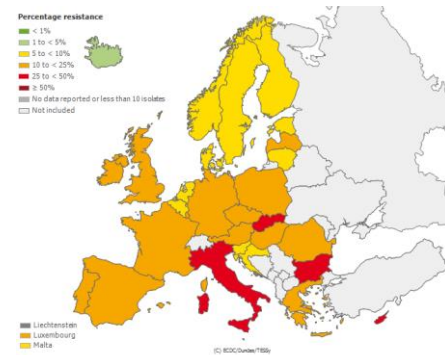 Percentage resistance
< 1%
1 to < 5%
5 to < 10%
10 to < 25%
25 to < 50%
≥ 50%
No data reported or less than 10 isolates
Not included
Liechtenstein
Luxembourg
Malta
(C) ECDC/Dundas/TESSy